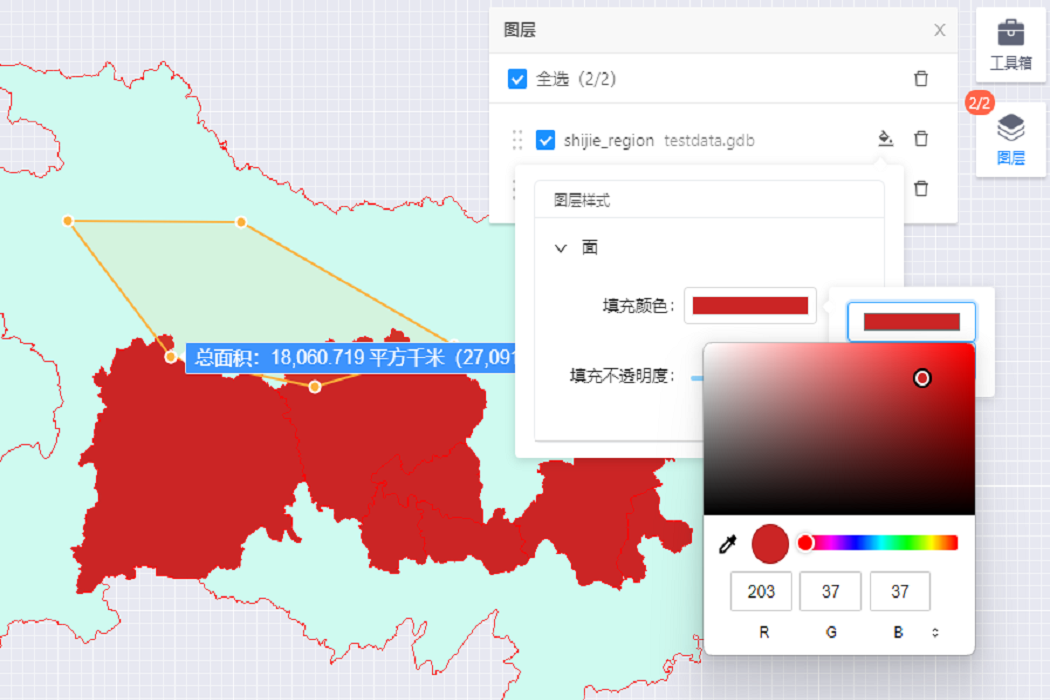 图层
工具箱
全选 (2/2)
2/2
shijie_region testdata.gdb
图层
图层样式
面
填充颜色:
总面积: 18,060.719 平方千米 (27,091
填充不透明度:
203 37 37
R G B